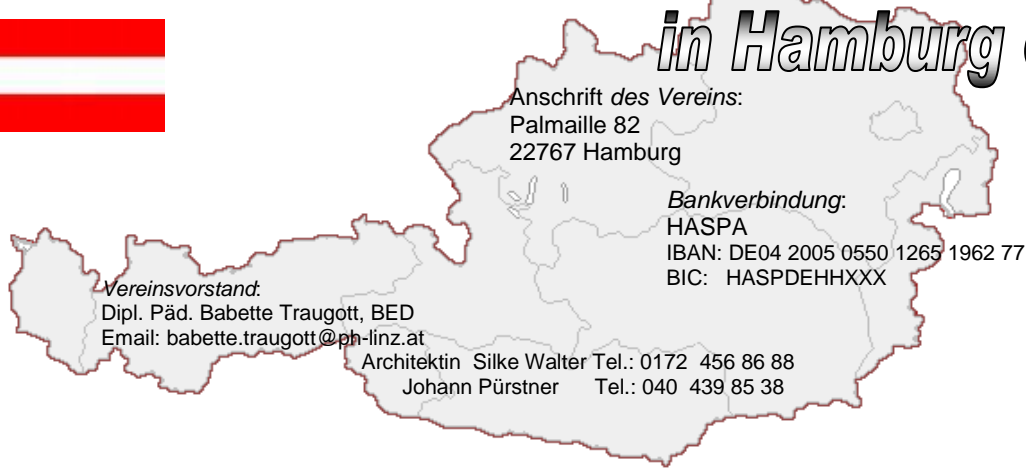 in Hamburg
Anschrift des Vereins:
Palmaille 82
22767 Hamburg
Bankverbindung:
HASPA
IBAN: DE04 2005 0550 1265 1962 77
BIC: HASPDEHHXXX
Vereinsvorstand:
Dipl. Päd. Babette Traugott, BED
Email: babette.traugott@ph-linz.at
Architektin Silke Walter Tel.: 0172 456 86 88
Johann Pürstner Tel.: 040 439 85 38